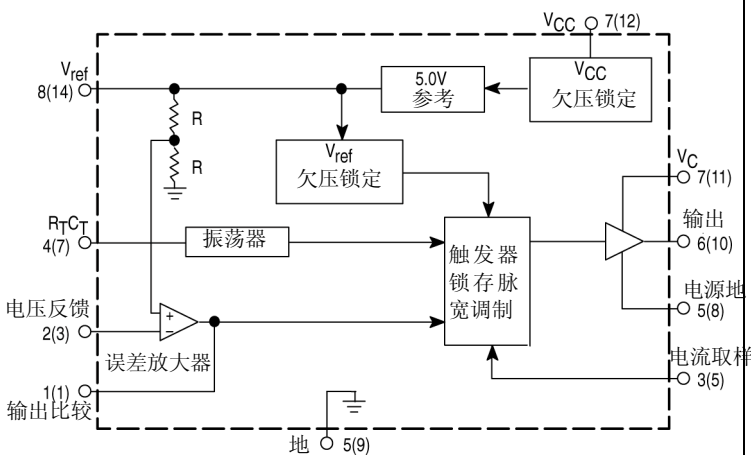 VCC 7(12)
Vref
8(14)
5.0V
参考
VCC
欠压锁定
R
R
Vref
欠压锁定
VC
7(11)
RTCT
4(7)
振荡器
触发器
锁存脉
宽调制
输出
6(10)
电源地
5(8)
电压反馈
2(3)
+
−
误差放大器
电流取样
3(5)
1(1)
输出比较
地 5(9)